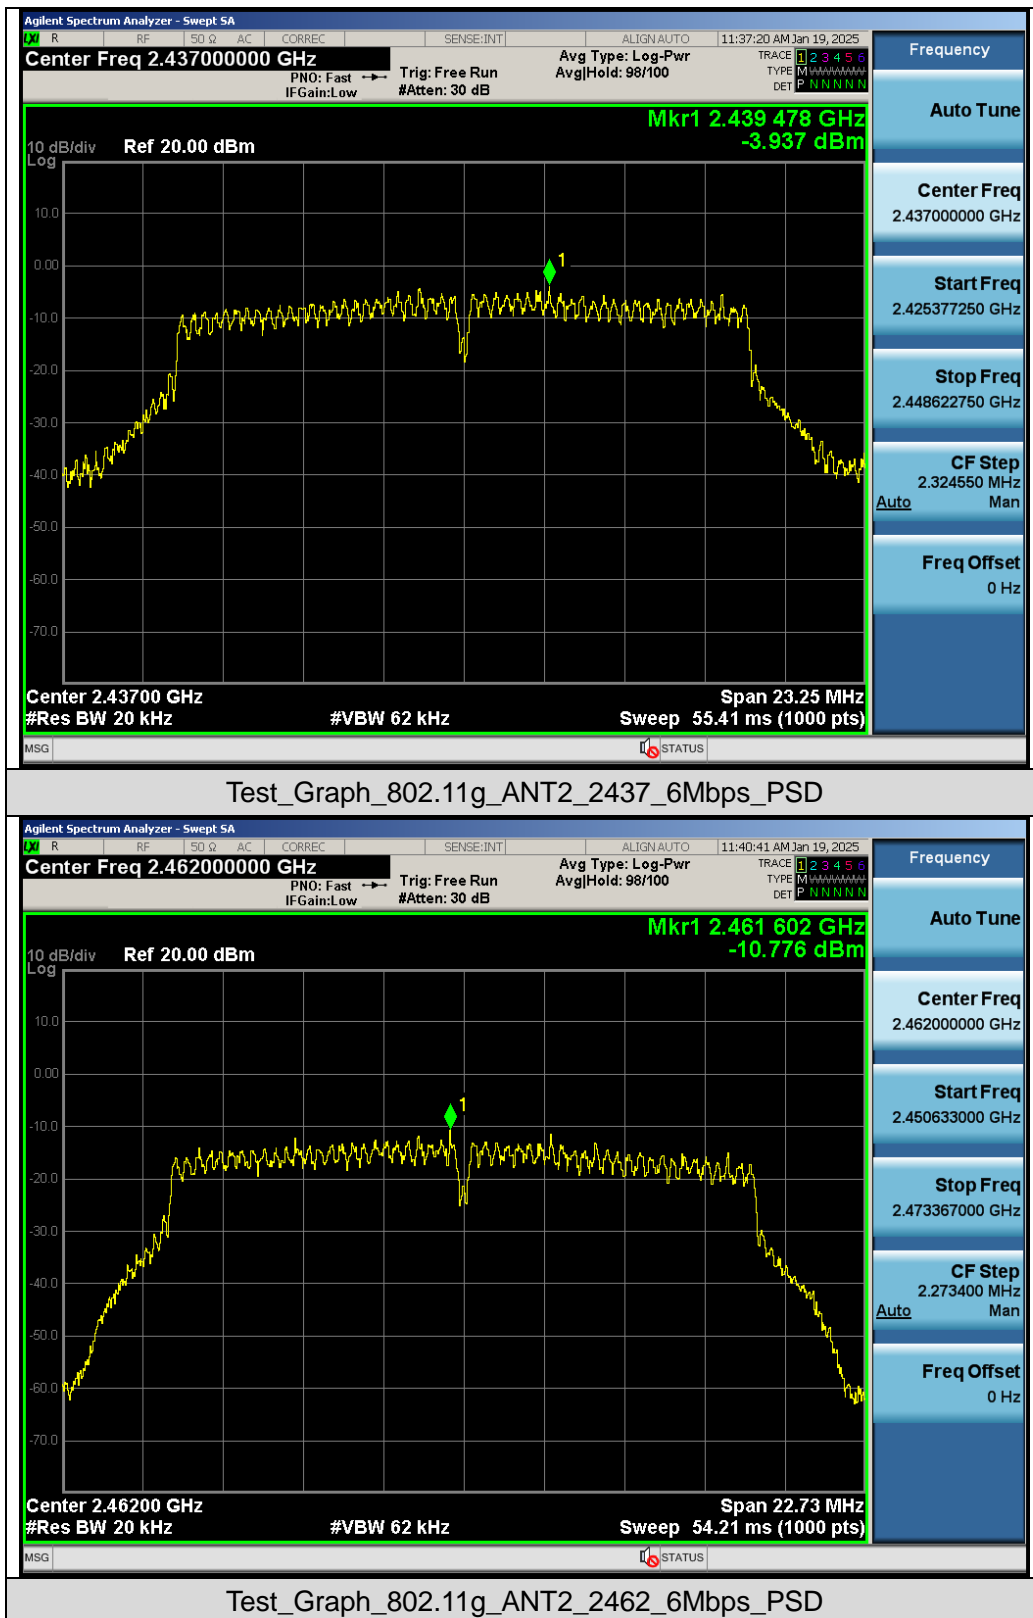 Agilent Spectrum Analyzer - Swept SA
LXI R RF 50 Ω AC CORREC SENSE:INT ALIGN AUTO 11:37:20 AM Jan 19, 2025
Center Freq 2.437000000 GHz
PNO: Fast
IFGain:Low
Trig: Free Run
#Atten: 30 dB
Avg Type: Log-Pwr
Avg|Hold: 98/100
TRACE 1 2 3 4 5 6
TYPE M WWWWW
DET P N N N N N
Mkr1 2.439 478 GHz
-3.937 dBm
10 dB/div Ref 20.00 dBm
Log
10.0
0.00
1
-10.0
-20.0
-30.0
-40.0
-50.0
-60.0
-70.0
Center 2.43700 GHz Span 23.25 MHz
#Res BW 20 kHz #VBW 62 kHz Sweep 55.41 ms (1000 pts)
MSG STATUS
Frequency
Auto Tune
Center Freq
2.437000000 GHz
Start Freq
2.425377250 GHz
Stop Freq
2.448622750 GHz
CF Step
2.324550 MHz
Auto Man
Freq Offset
0 Hz
Test_Graph_802.11g_ANT2_2437_6Mbps_PSD
Agilent Spectrum Analyzer - Swept SA
LXI R RF 50 Ω AC CORREC SENSE:INT ALIGN AUTO 11:40:41 AM Jan 19, 2025
Center Freq 2.462000000 GHz
PNO: Fast
IFGain:Low
Trig: Free Run
#Atten: 30 dB
Avg Type: Log-Pwr
Avg|Hold: 98/100
TRACE 1 2 3 4 5 6
TYPE M WWWWW
DET P N N N N N
Mkr1 2.461 602 GHz
-10.776 dBm
10 dB/div Ref 20.00 dBm
Log
10.0
0.00
1
-10.0
-20.0
-30.0
-40.0
-50.0
-60.0
-70.0
Center 2.46200 GHz Span 22.73 MHz
#Res BW 20 kHz #VBW 62 kHz Sweep 54.21 ms (1000 pts)
MSG STATUS
Frequency
Auto Tune
Center Freq
2.462000000 GHz
Start Freq
2.450633000 GHz
Stop Freq
2.473367000 GHz
CF Step
2.273400 MHz
Auto Man
Freq Offset
0 Hz
Test_Graph_802.11g_ANT2_2462_6Mbps_PSD